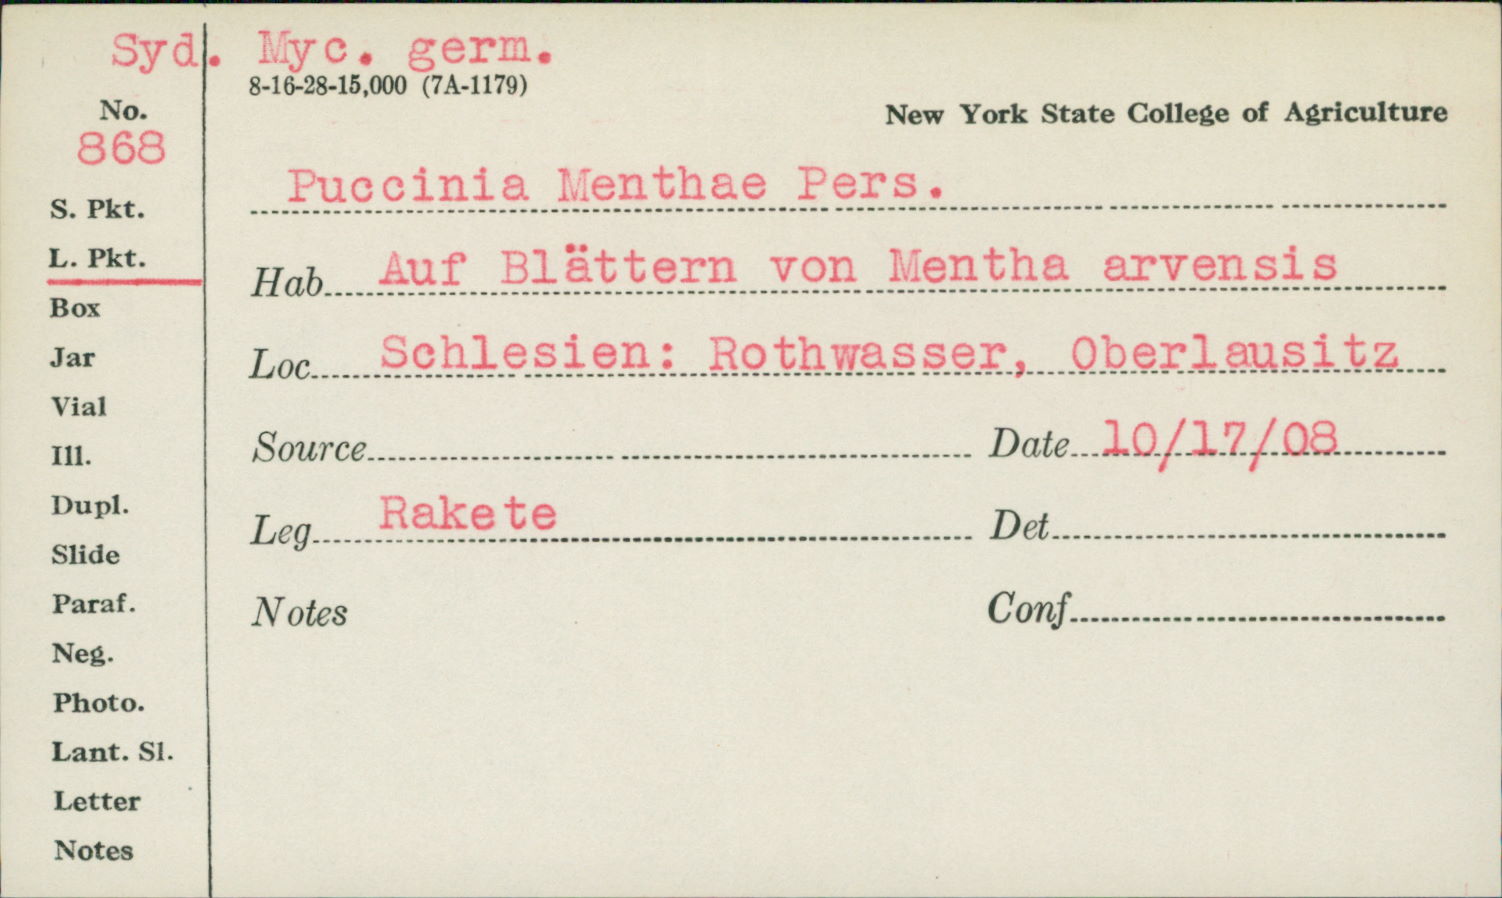 Syd. Myc. germ.
8-16-28-15,000 (7A-1179)
New York State College of Agriculture
No.
868
S. Pkt.
L. Pkt.
Box
Jar
Vial
Ill.
Dupl.
Slide
Paraf.
Neg.
Photo.
Lant. Sl.
Letter
Notes
Puccinia Menthae Pers.
Hab. Auf Blättern von Mentha arvensis
Loc. Schlesien: Rothwasser, Oberlausitz
Source Date 10/17/08
Leg. Rakete Det.
Notes Conf.